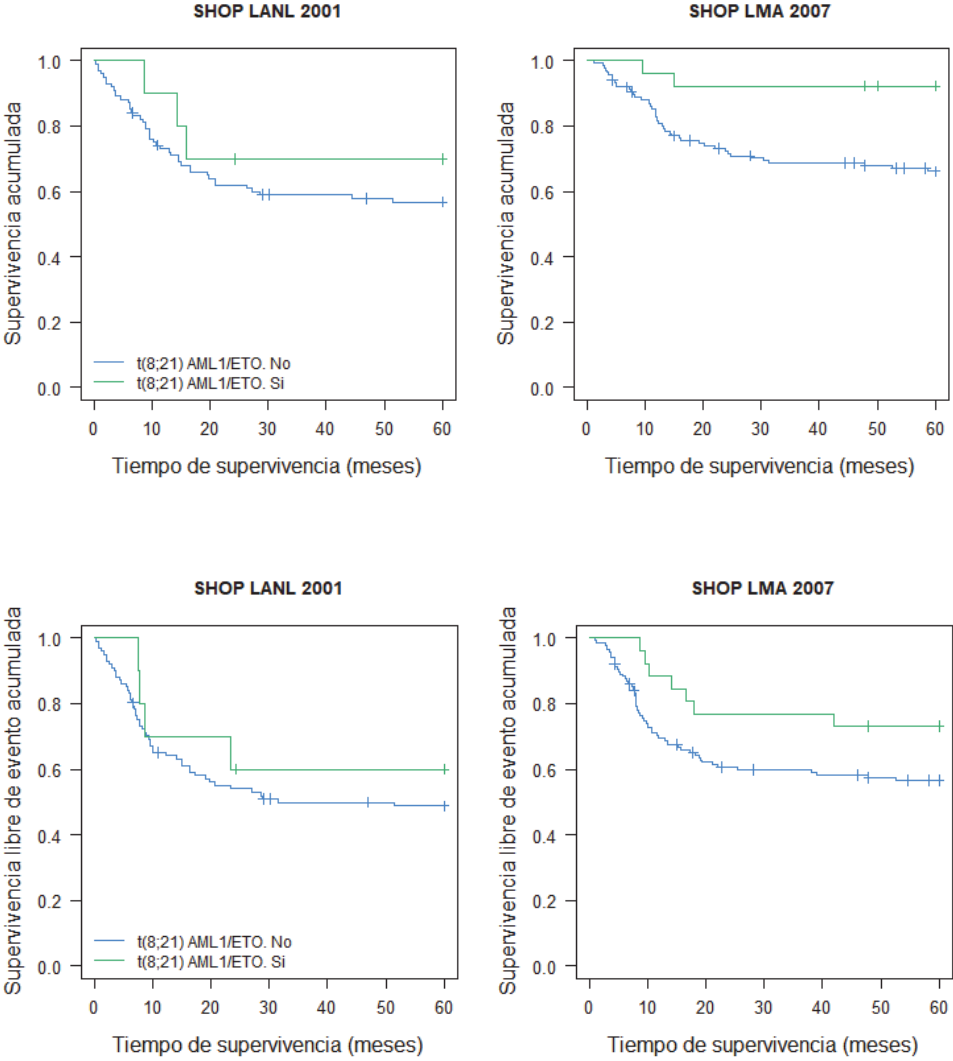 SHOP LANL 2001
Supervivencia acumulada
1.0
0.8
0.6
0.4
0.2
0.0
t(8;21) AML1/ETO. No
t(8;21) AML1/ETO. Si
0 10 20 30 40 50 60
Tiempo de supervivencia (meses)
SHOP LMA 2007
Supervivencia acumulada
1.0
0.8
0.6
0.4
0.2
0.0
0 10 20 30 40 50 60
Tiempo de supervivencia (meses)
SHOP LANL 2001
Supervivencia libre de evento acumulada
1.0
0.8
0.6
0.4
0.2
0.0
t(8;21) AML1/ETO. No
t(8;21) AML1/ETO. Si
0 10 20 30 40 50 60
Tiempo de supervivencia (meses)
SHOP LMA 2007
Supervivencia libre de evento acumulada
1.0
0.8
0.6
0.4
0.2
0.0
0 10 20 30 40 50 60
Tiempo de supervivencia (meses)